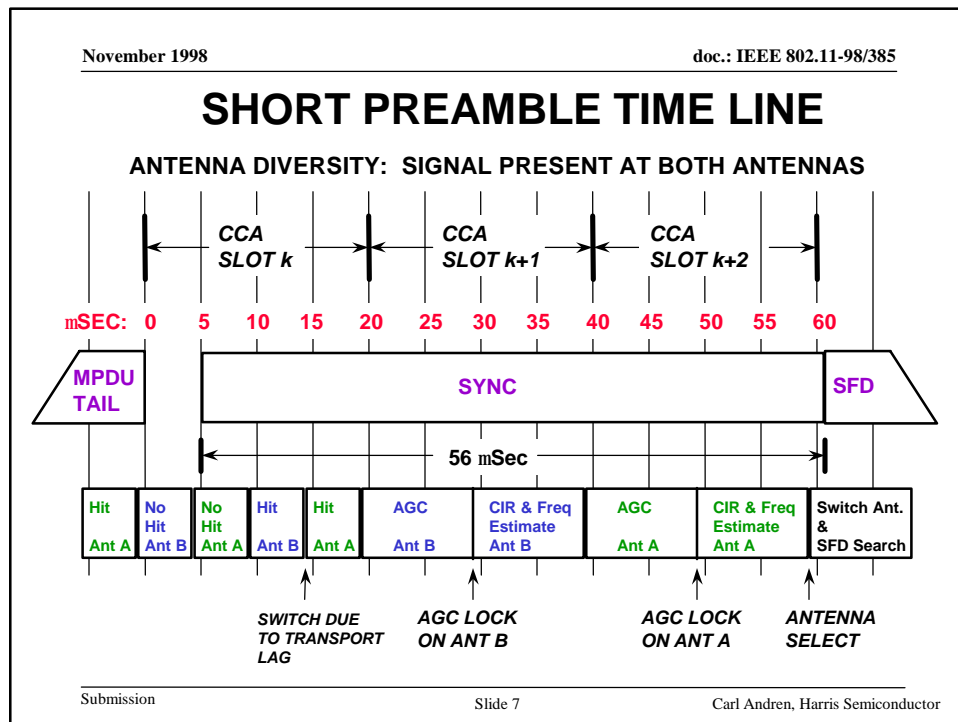 November 1998 doc.: IEEE 802.11-98/385
SHORT PREAMBLE TIME LINE
ANTENNA DIVERSITY: SIGNAL PRESENT AT BOTH ANTENNAS
CCA
SLOT k
CCA
SLOT k+1
CCA
SLOT k+2
mSEC: 0 5 10 15 20 25 30 35 40 45 50 55 60
MPDU
TAIL
SYNC
SFD
56 mSec
Hit
Ant A
No
Hit
Ant B
No
Hit
Ant A
Hit
Ant B
Hit
Ant A
AGC
Ant B
CIR & Freq
Estimate
Ant B
AGC
Ant A
CIR & Freq
Estimate
Ant A
Switch Ant.
&
SFD Search
SWITCH DUE
TO TRANSPORT
LAG
AGC LOCK
ON ANT B
AGC LOCK
ON ANT A
ANTENNA
SELECT
Submission Slide 7 Carl Andren, Harris Semiconductor